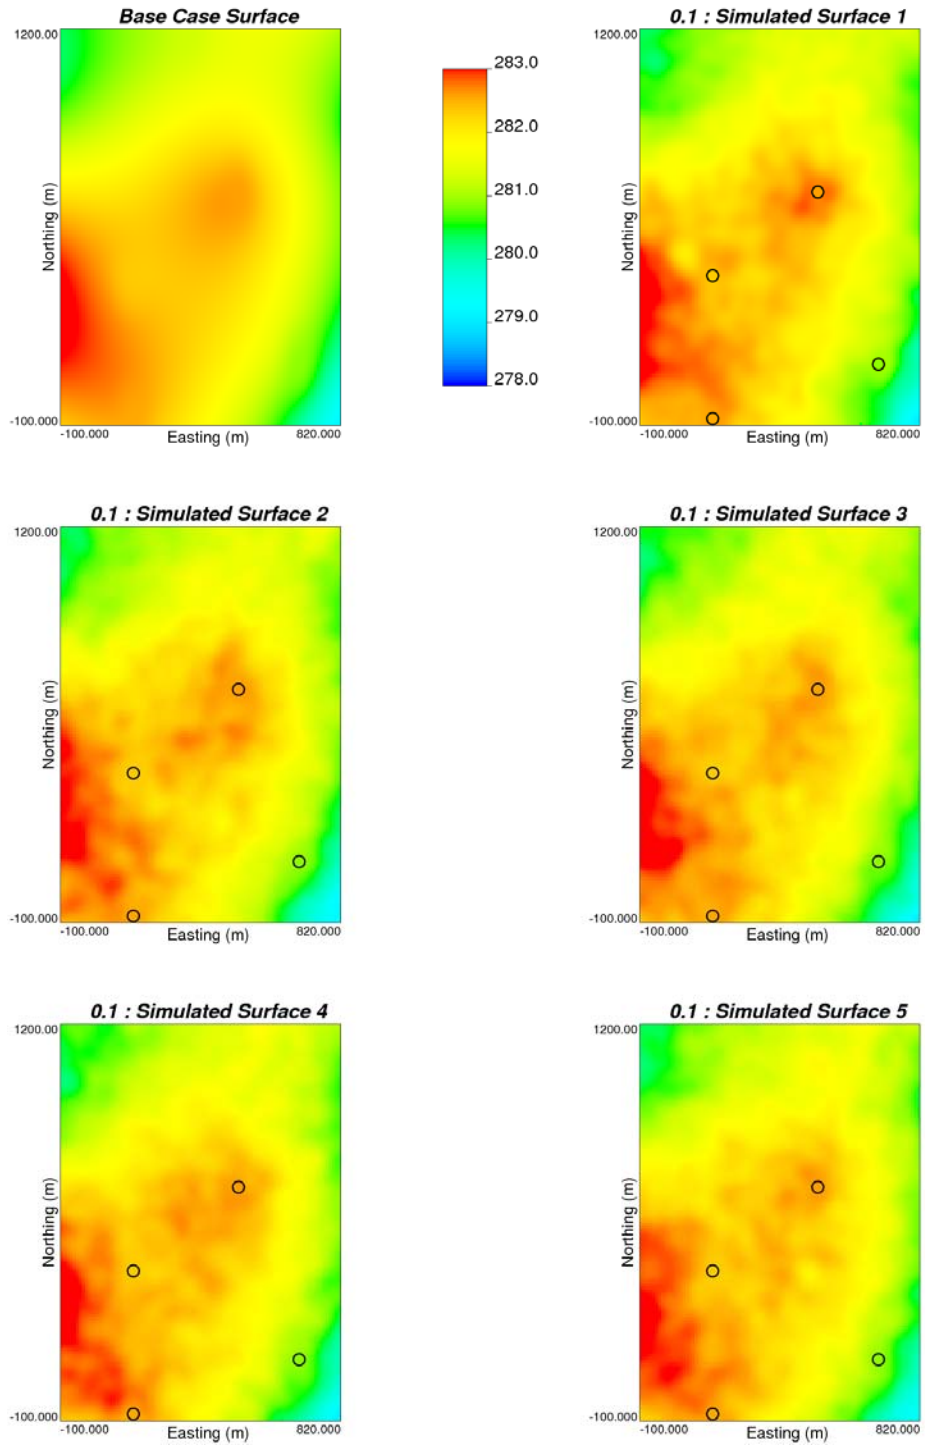 Base Case Surface
1200.00
Northing (m)
-100.000
-100.000
Easting (m)
820.000
283.0
282.0
281.0
280.0
279.0
278.0
0.1 : Simulated Surface 1
1200.00
Northing (m)
-100.000
-100.000
Easting (m)
820.000
0.1 : Simulated Surface 2
1200.00
Northing (m)
-100.000
-100.000
Easting (m)
820.000
0.1 : Simulated Surface 3
1200.00
Northing (m)
-100.000
-100.000
Easting (m)
820.000
0.1 : Simulated Surface 4
1200.00
Northing (m)
-100.000
-100.000
Easting (m)
820.000
0.1 : Simulated Surface 5
1200.00
Northing (m)
-100.000
-100.000
Easting (m)
820.000